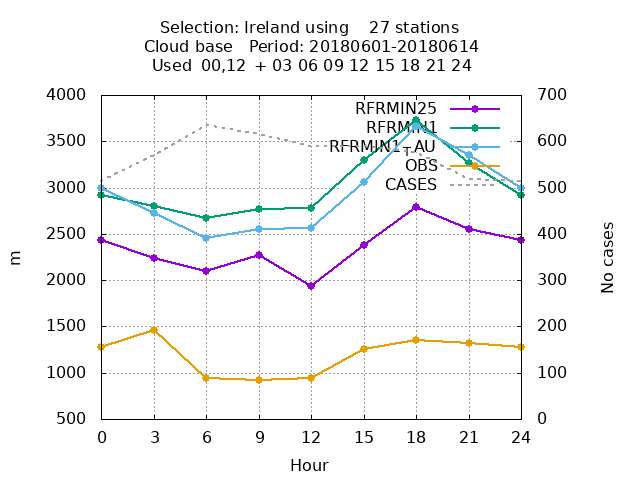 Selection: Ireland using    27 stations
Cloud base   Period: 20180601-20180614
Used  00,12  + 03 06 09 12 15 18 21 24
4000
3500
3000
2500
2000
1500
1000
500
m
700
600
500
400
300
200
100
0
No cases
RFRMIN25
RFRMIN1
RFRMIN1+AU
OBS
CASES
0 3 6 9 12 15 18 21 24
Hour